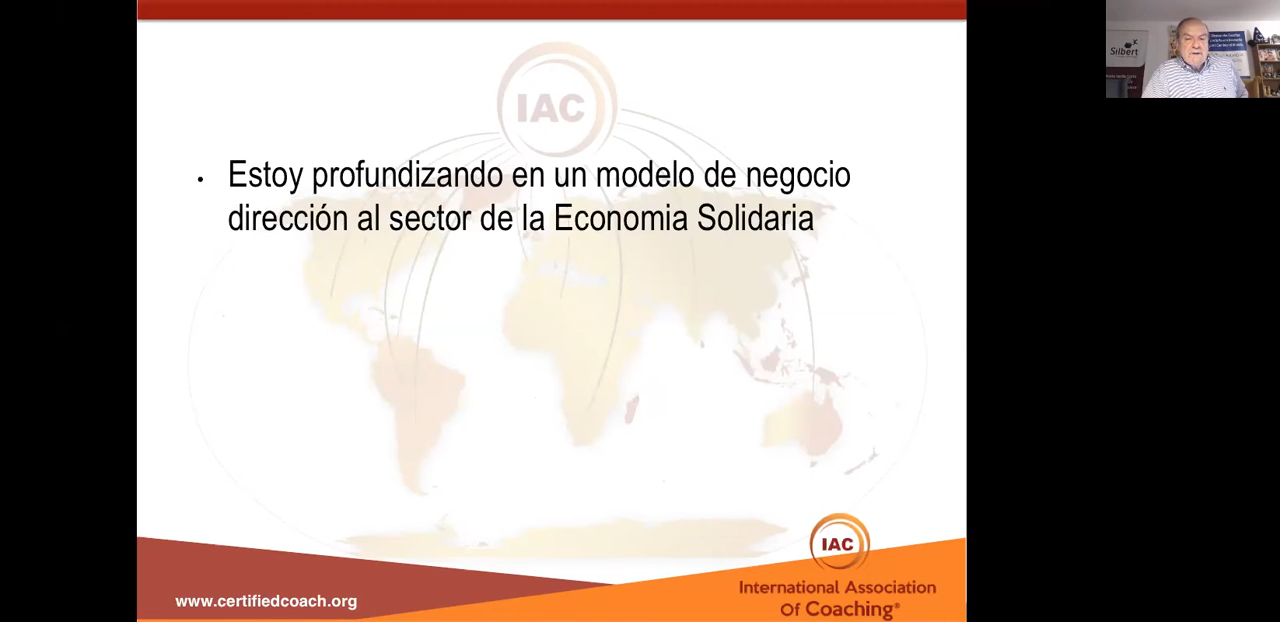 IAC
• Estoy profundizando en un modelo de negocio
dirección al sector de la Economia Solidaria
IAC
International Association
Of Coaching®
www.certifiedcoach.org
Silbert